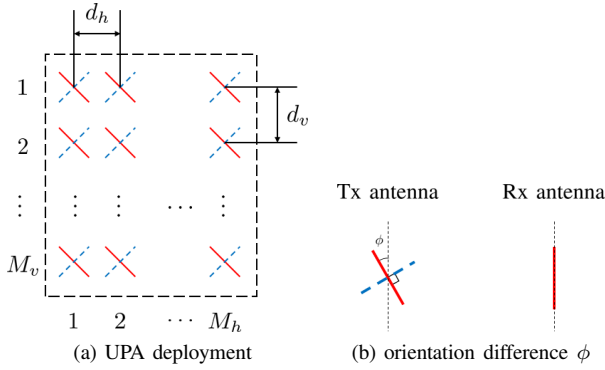 d_h
1
d_v
2
⋮ ⋮ ⋮ ⋯ ⋮
M_v
1 2 ⋯ M_h
(a) UPA deployment
Tx antenna Rx antenna
ϕ
(b) orientation difference ϕ